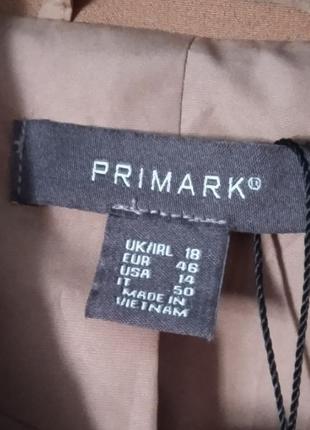 PRIMARK®
UK/IRL 18
EUR 46
USA 14
IT 50
MADE IN
VIETNAM